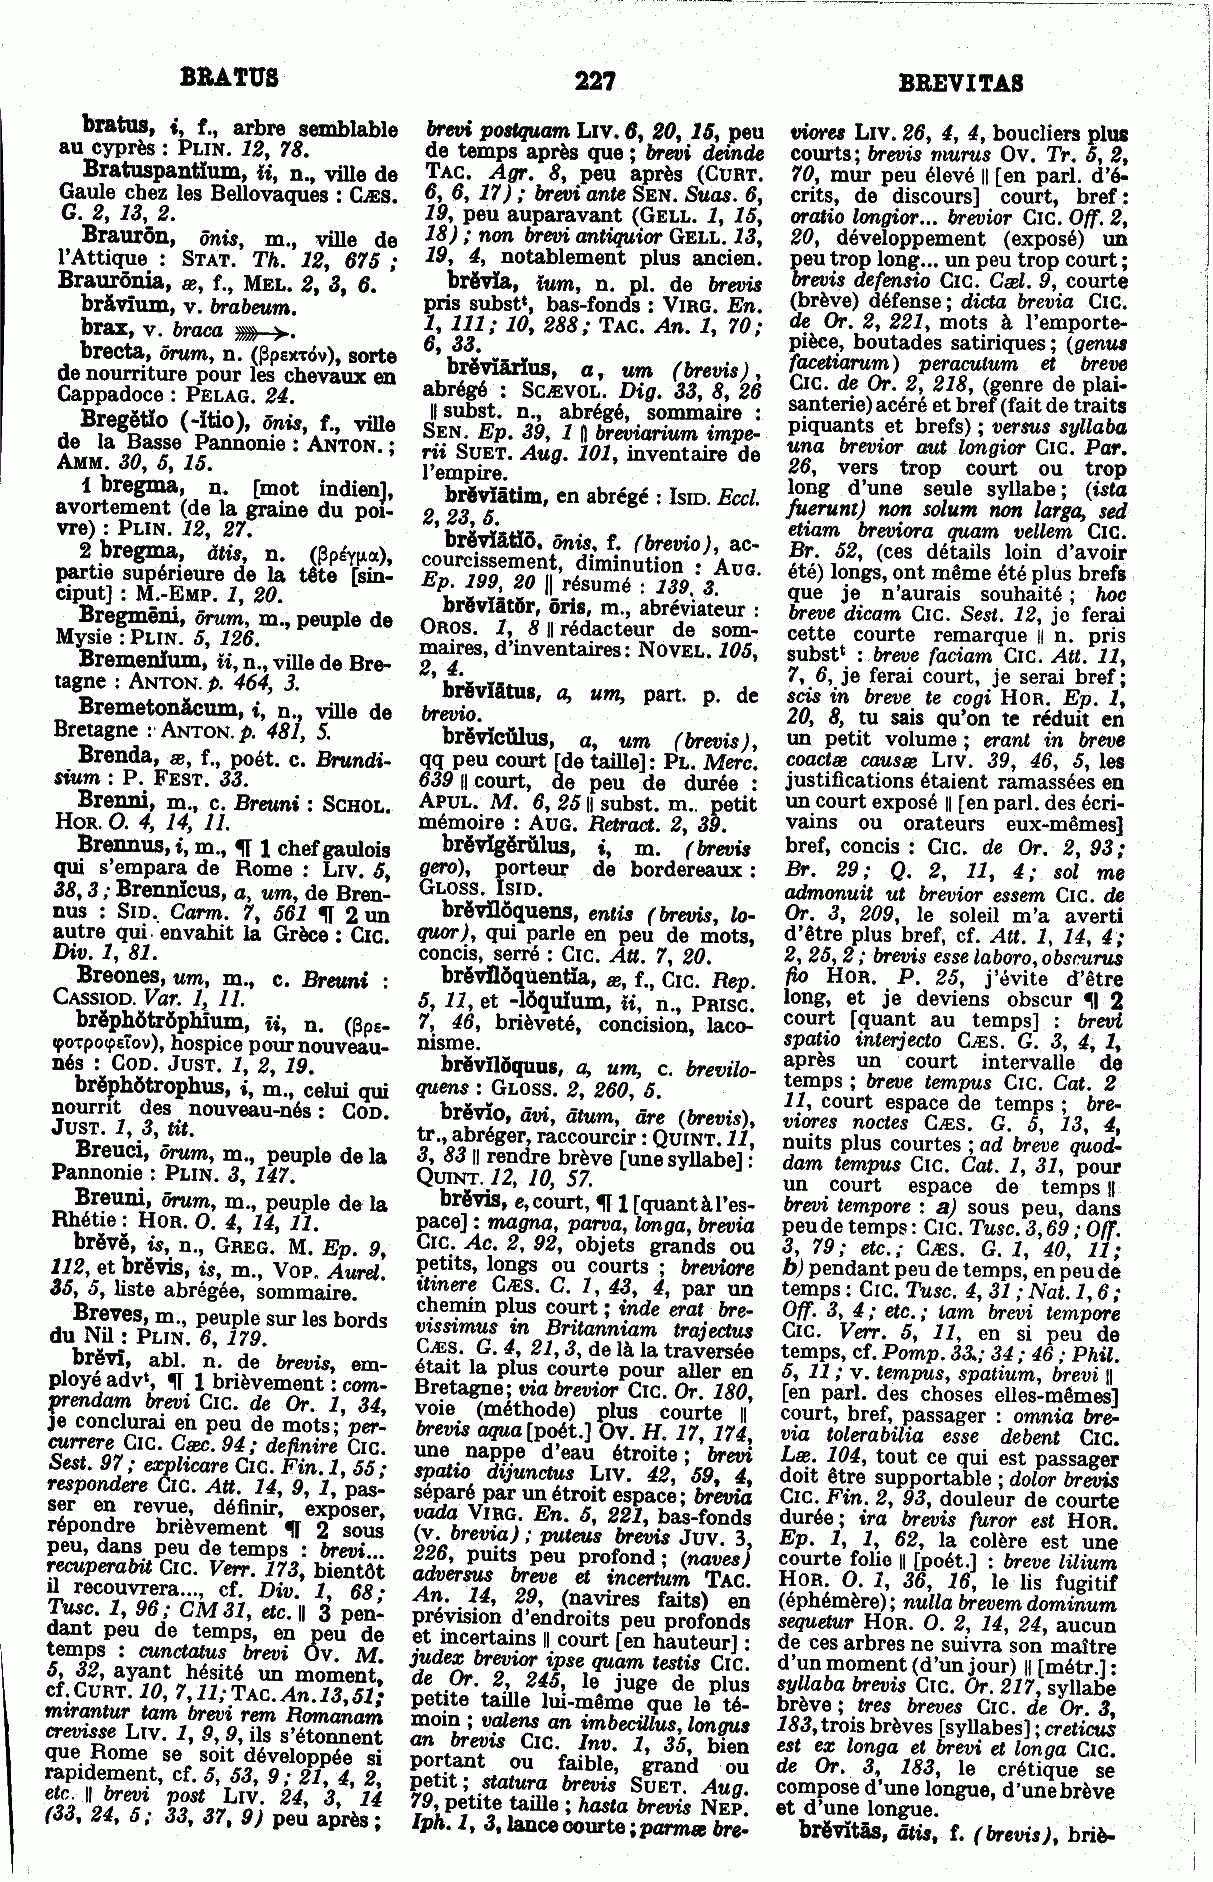 BRATUS
227
BREVITAS
bratus, i, f., arbre semblable
au cyprès : PLIN. 12, 78.
Bratuspantĭum, ĭi, n., ville de
Gaule chez les Bellovaques : CÆS.
G. 2, 13, 2.
Braurōn, ōnis, m., ville de
l'Attique : STAT. Th. 12, 675 ;
Braurōnia, æ, f., MEL. 2, 3, 6.
brăvīum, v. brabeum.
brax, v. braca
brecta, ōrum, n. (βρεκτόν), sorte
de nourriture pour les chevaux en
Cappadoce : PELAG. 24.
Bregĕtĭo (-ĭtio), ōnis, f., ville
de la Basse Pannonie : ANTON. ;
AMM. 30, 5, 15.
1 bregma, n. [mot indien],
avortement (de la graine du poi-
vre) : PLIN. 12, 27.
2 bregma, ătis, n. (βρέγμα),
partie supérieure de la tête [sin-
ciput] : M.-EMP. 1, 20.
Bregmēni, ōrum, m., peuple de
Mysie : PLIN. 5, 126.
Bremenĭum, ĭi, n., ville de Bre-
tagne : ANTON. p. 464, 3.
Bremetonăcum, i, n., ville de
Bretagne : ANTON. p. 481, 5.
Brenda, æ, f., poét. c. Brundi-
sium : P. FEST. 33.
Brenni, m., c. Breuni : SCHOL.
HOR. O. 4, 14, 11.
Brennus, i, m., ¶ 1 chef gaulois
qui s'empara de Rome : LIV. 5,
38, 3 ; Brennĭcus, a, um, de Bren-
nus : SID. Carm. 7, 561 ¶ 2 un
autre qui envahit la Grèce : CIC.
Div. 1, 81.
Breones, um, m., c. Breuni :
CASSIOD. Var. 1, 11.
brĕphŏtrŏphīum, ĭi, n. (βρε-
φοτροφεῖον), hospice pour nouveau-
nés : COD. JUST. 1, 2, 19.
brĕphŏtrophus, i, m., celui qui
nourrit des nouveau-nés : COD.
JUST. 1, 3, tit.
Breuci, ōrum, m., peuple de la
Pannonie : PLIN. 3, 147.
Breuni, ōrum, m., peuple de la
Rhétie : HOR. O. 4, 14, 11.
brĕvĕ, is, n., GREG. M. Ep. 9,
112, et brĕvis, is, m., VOP. Aurel.
35, 5, liste abrégée, sommaire.
Breves, m., peuple sur les bords
du Nil : PLIN. 6, 179.
brĕvī, abl. n. de brevis, em-
ployé advᵗ, ¶ 1 brièvement : com-
prendam brevi CIC. de Or. 1, 34,
je conclurai en peu de mots ; per-
currere CIC. Cæc. 94 ; definire CIC.
Sest. 97 ; explicare CIC. Fin. 1, 55 ;
respondere CIC. Att. 14, 9, 1, pas-
ser en revue, définir, exposer,
répondre brièvement ¶ 2 sous
peu, dans peu de temps : brevi...
recuperabit CIC. Verr. 173, bientôt
il recouvrera..., cf. Div. 1, 68 ;
Tusc. 1, 96 ; CM 31, etc. || 3 pen-
dant peu de temps, en peu de
temps : cunctatus brevi OV. M.
5, 32, ayant hésité un moment,
cf. CURT. 10, 7, 11 ; TAC. An. 13, 51 ;
mirantur tam brevi rem Romanam
crevisse LIV. 1, 9, 9, ils s'étonnent
que Rome se soit développée si
rapidement, cf. 5, 53, 9 ; 21, 4, 2,
etc. || brevi post LIV. 24, 3, 14
(33, 24, 5 ; 33, 37, 9) peu après ;
brevi postquam LIV. 6, 20, 15, peu
de temps après que ; brevi deinde
TAC. Agr. 8, peu après (CURT.
6, 6, 17) ; brevi ante SEN. Suas. 6,
19, peu auparavant (GELL. 1, 15,
18) ; non brevi antiquior GELL. 13,
19, 4, notablement plus ancien.
brĕvĭa, ĭum, n. pl. de brevis
pris substᵗ, bas-fonds : VIRG. En.
1, 111 ; 10, 288 ; TAC. An. 1, 70 ;
6, 33.
brĕvĭārĭus, a, um (brevis),
abrégé : SCÆVOL. Dig. 33, 8, 26
|| subst. n., abrégé, sommaire :
SEN. Ep. 39, 1 || breviarium impe-
rii SUET. Aug. 101, inventaire de
l'empire.
brĕvĭātim, en abrégé : ISID. Eccl.
2, 23, 5.
brĕvĭātĭō, ōnis, f. (brevio), ac-
courcissement, diminution : AUG.
Ep. 199, 20 || résumé : 139, 3.
brĕvĭātŏr, ōris, m., abréviateur :
OROS. 1, 8 || rédacteur de som-
maires, d'inventaires : NOVEL. 105,
2, 4.
brĕvĭātus, a, um, part. p. de
brevio.
brĕvĭcŭlus, a, um (brevis),
qq peu court [de taille] : PL. Merc.
639 || court, de peu de durée :
APUL. M. 6, 25 || subst. m., petit
mémoire : AUG. Retract. 2, 39.
brĕvĭgĕrŭlus, i, m. (brevis
gero), porteur de bordereaux :
GLOSS. ISID.
brĕvĭlŏquens, entis (brevis, lo-
quor), qui parle en peu de mots,
concis, serré : CIC. Att. 7, 20.
brĕvĭlŏquentĭa, æ, f., CIC. Rep.
5, 11, et -lŏquĭum, ĭi, n., PRISC.
7, 46, brièveté, concision, laco-
nisme.
brĕvĭlŏquus, a, um, c. brevilo-
quens : GLOSS. 2, 260, 5.
brĕvĭo, āvi, ātum, āre (brevis),
tr., abréger, raccourcir : QUINT. 11,
3, 83 || rendre brève [une syllabe] :
QUINT. 12, 10, 57.
brĕvis, e, court, ¶ 1 [quant à l'es-
pace] : magna, parva, longa, brevia
CIC. Ac. 2, 92, objets grands ou
petits, longs ou courts ; breviore
itinere CÆS. C. 1, 43, 4, par un
chemin plus court ; inde erat bre-
vissimus in Britanniam trajectus
CÆS. G. 4, 21, 3, de là la traversée
était la plus courte pour aller en
Bretagne ; via brevior CIC. Or. 180,
voie (méthode) plus courte ||
brevis aqua [poét.] OV. H. 17, 174,
une nappe d'eau étroite ; brevi
spatio dijunctus LIV. 42, 59, 4,
séparé par un étroit espace ; brevia
vada VIRG. En. 5, 221, bas-fonds
(v. brevia) ; puteus brevis JUV. 3,
226, puits peu profond ; (naves)
adversus breve et incertum TAC.
An. 14, 29, (navires faits) en
prévision d'endroits peu profonds
et incertains || court [en hauteur] :
judex brevior ipse quam testis CIC.
de Or. 2, 245, le juge de plus
petite taille lui-même que le té-
moin ; valens an imbecillus, longus
an brevis CIC. Inv. 1, 35, bien
portant ou faible, grand ou
petit ; statura brevis SUET. Aug.
79, petite taille ; hasta brevis NEP.
Iph. 1, 3, lance courte ; parmæ bre-
viores LIV. 26, 4, 4, boucliers plus
courts ; brevis murus OV. Tr. 5, 2,
70, mur peu élevé || [en parl. d'é-
crits, de discours] court, bref :
oratio longior... brevior CIC. Off. 2,
20, développement (exposé) un
peu trop long... un peu trop court ;
brevis defensio CIC. Cæl. 9, courte
(brève) défense ; dicta brevia CIC.
de Or. 2, 221, mots à l'emporte-
pièce, boutades satiriques ; (genus
facetiarum) peracutum et breve
CIC. de Or. 2, 218, (genre de plai-
santerie) acéré et bref (fait de traits
piquants et brefs) ; versus syllaba
una brevior aut longior CIC. Par.
26, vers trop court ou trop
long d'une seule syllabe ; (ista
fuerunt) non solum non larga, sed
etiam breviora quam vellem CIC.
Br. 52, (ces détails loin d'avoir
été) longs, ont même été plus brefs
que je n'aurais souhaité ; hoc
breve dicam CIC. Sest. 12, je ferai
cette courte remarque || n. pris
substᵗ : breve faciam CIC. Att. 11,
7, 6, je ferai court, je serai bref ;
scis in breve te cogi HOR. Ep. 1,
20, 8, tu sais qu'on te réduit en
un petit volume ; erant in breve
coactæ causæ LIV. 39, 46, 5, les
justifications étaient ramassées en
un court exposé || [en parl. des écri-
vains ou orateurs eux-mêmes]
bref, concis : CIC. de Or. 2, 93 ;
Br. 29 ; Q. 2, 11, 4 ; sol me
admonuit ut brevior essem CIC. de
Or. 3, 209, le soleil m'a averti
d'être plus bref, cf. Att. 1, 14, 4 ;
2, 25, 2 ; brevis esse laboro, obscurus
fio HOR. P. 25, j'évite d'être
long, et je deviens obscur ¶ 2
court [quant au temps] : brevi
spatio interjecto CÆS. G. 3, 4, 1,
après un court intervalle de
temps ; breve tempus CIC. Cat. 2
11, court espace de temps ; bre-
viores noctes CÆS. G. 5, 13, 4,
nuits plus courtes ; ad breve quod-
dam tempus CIC. Cat. 1, 31, pour
un court espace de temps ||
brevi tempore : a) sous peu, dans
peu de temps : CIC. Tusc. 3, 69 ; Off.
3, 79 ; etc. ; CÆS. G. 1, 40, 11 ;
b) pendant peu de temps, en peu de
temps : CIC. Tusc. 4, 31 ; Nat. 1, 6 ;
Off. 3, 4 ; etc. ; tam brevi tempore
CIC. Verr. 5, 11, en si peu de
temps, cf. Pomp. 33 ; 34 ; 46 ; Phil.
5, 11 ; v. tempus, spatium, brevi ||
[en parl. des choses elles-mêmes]
court, bref, passager : omnia bre-
via tolerabilia esse debent CIC.
Læ. 104, tout ce qui est passager
doit être supportable ; dolor brevis
CIC. Fin. 2, 93, douleur de courte
durée ; ira brevis furor est HOR.
Ep. 1, 1, 62, la colère est une
courte folie || [poét.] : breve lilium
HOR. O. 1, 36, 16, le lis fugitif
(éphémère) ; nulla brevem dominum
sequetur HOR. O. 2, 14, 24, aucun
de ces arbres ne suivra son maître
d'un moment (d'un jour) || [métr.] :
syllaba brevis CIC. Or. 217, syllabe
brève ; tres breves CIC. de Or. 3,
183, trois brèves [syllabes] ; creticus
est ex longa et brevi et longa CIC.
de Or. 3, 183, le crétique se
compose d'une longue, d'une brève
et d'une longue.
brĕvĭtās, ātis, f. (brevis), briè-